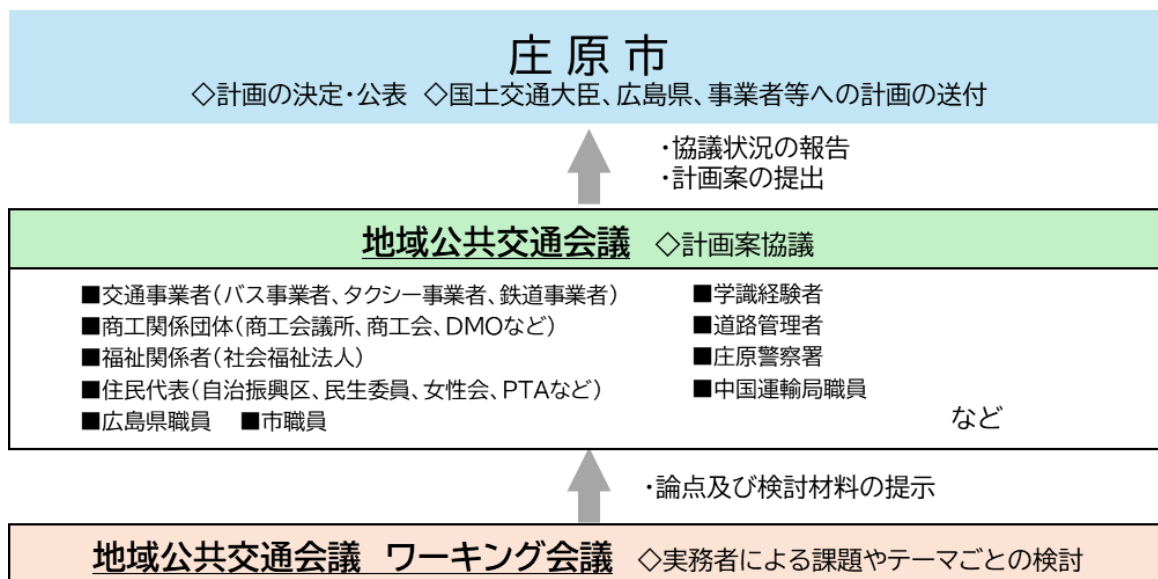 庄原市
◇計画の決定・公表 ◇国土交通大臣、広島県、事業者等への計画の送付
・協議状況の報告
・計画案の提出
地域公共交通会議 ◇計画案協議
■交通事業者(バス事業者、タクシー事業者、鉄道事業者)
■商工関係団体(商工会議所、商工会、DMOなど)
■福祉関係者(社会福祉法人)
■住民代表(自治振興区、民生委員、女性会、PTAなど)
■広島県職員 ■市職員
■学識経験者
■道路管理者
■庄原警察署
■中国運輸局職員
など
・論点及び検討材料の提示
地域公共交通会議 ワーキング会議 ◇実務者による課題やテーマごとの検討